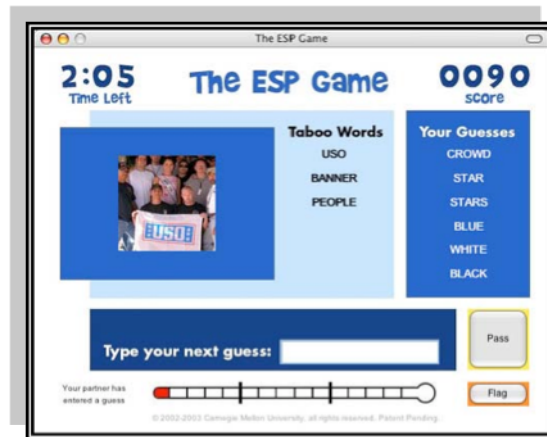 The ESP Game
2:05
Time Left
The ESP Game
0090
score
Taboo Words
USO
BANNER
PEOPLE
Your Guesses
CROWD
STAR
STARS
BLUE
WHITE
BLACK
USO
Type your next guess:
Pass
Your partner has
entered a guess
Flag
© 2002-2003 Carnegie Mellon University, all rights reserved. Patent Pending.